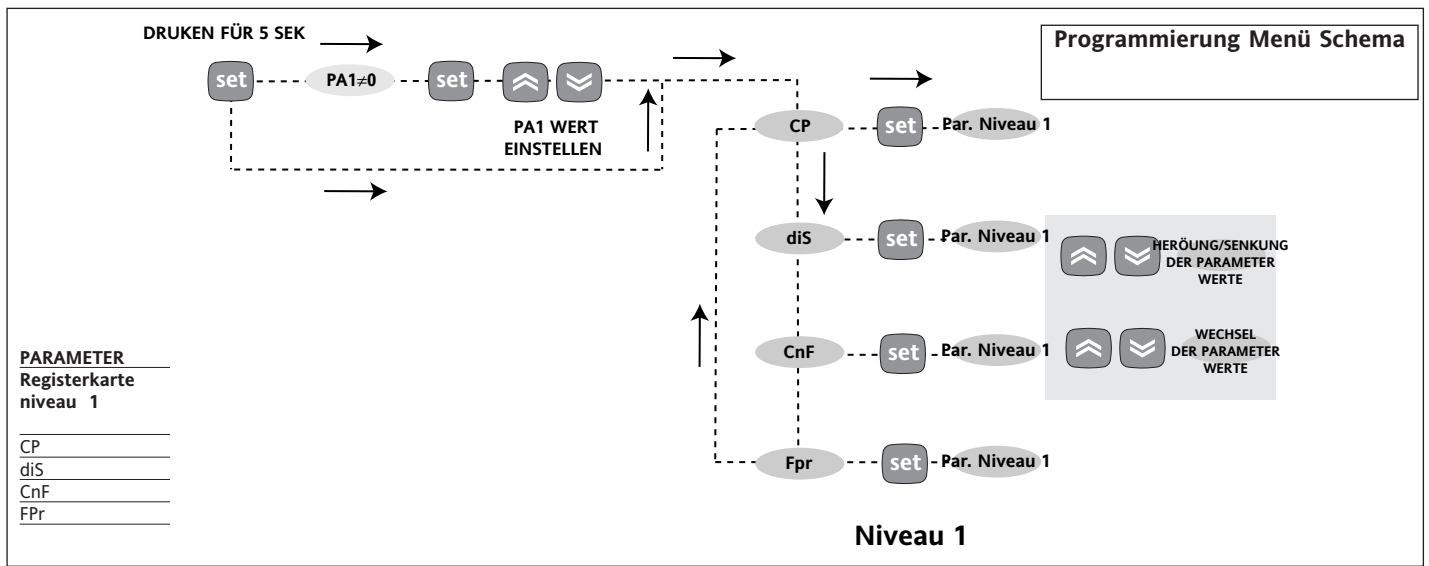 DRUKEN FÜR 5 SEK
Programmierung Menü Schema
set
PA1≠0
set
PA1 WERT
EINSTELLEN
CP
set
Par. Niveau 1
diS
set
Par. Niveau 1
HERÖUNG/SENKUNG
DER PARAMETER
WERTE
CnF
set
Par. Niveau 1
WECHSEL
DER PARAMETER
WERTE
Fpr
set
Par. Niveau 1
PARAMETER
Registerkarte
niveau 1
CP
diS
CnF
FPr
Niveau 1